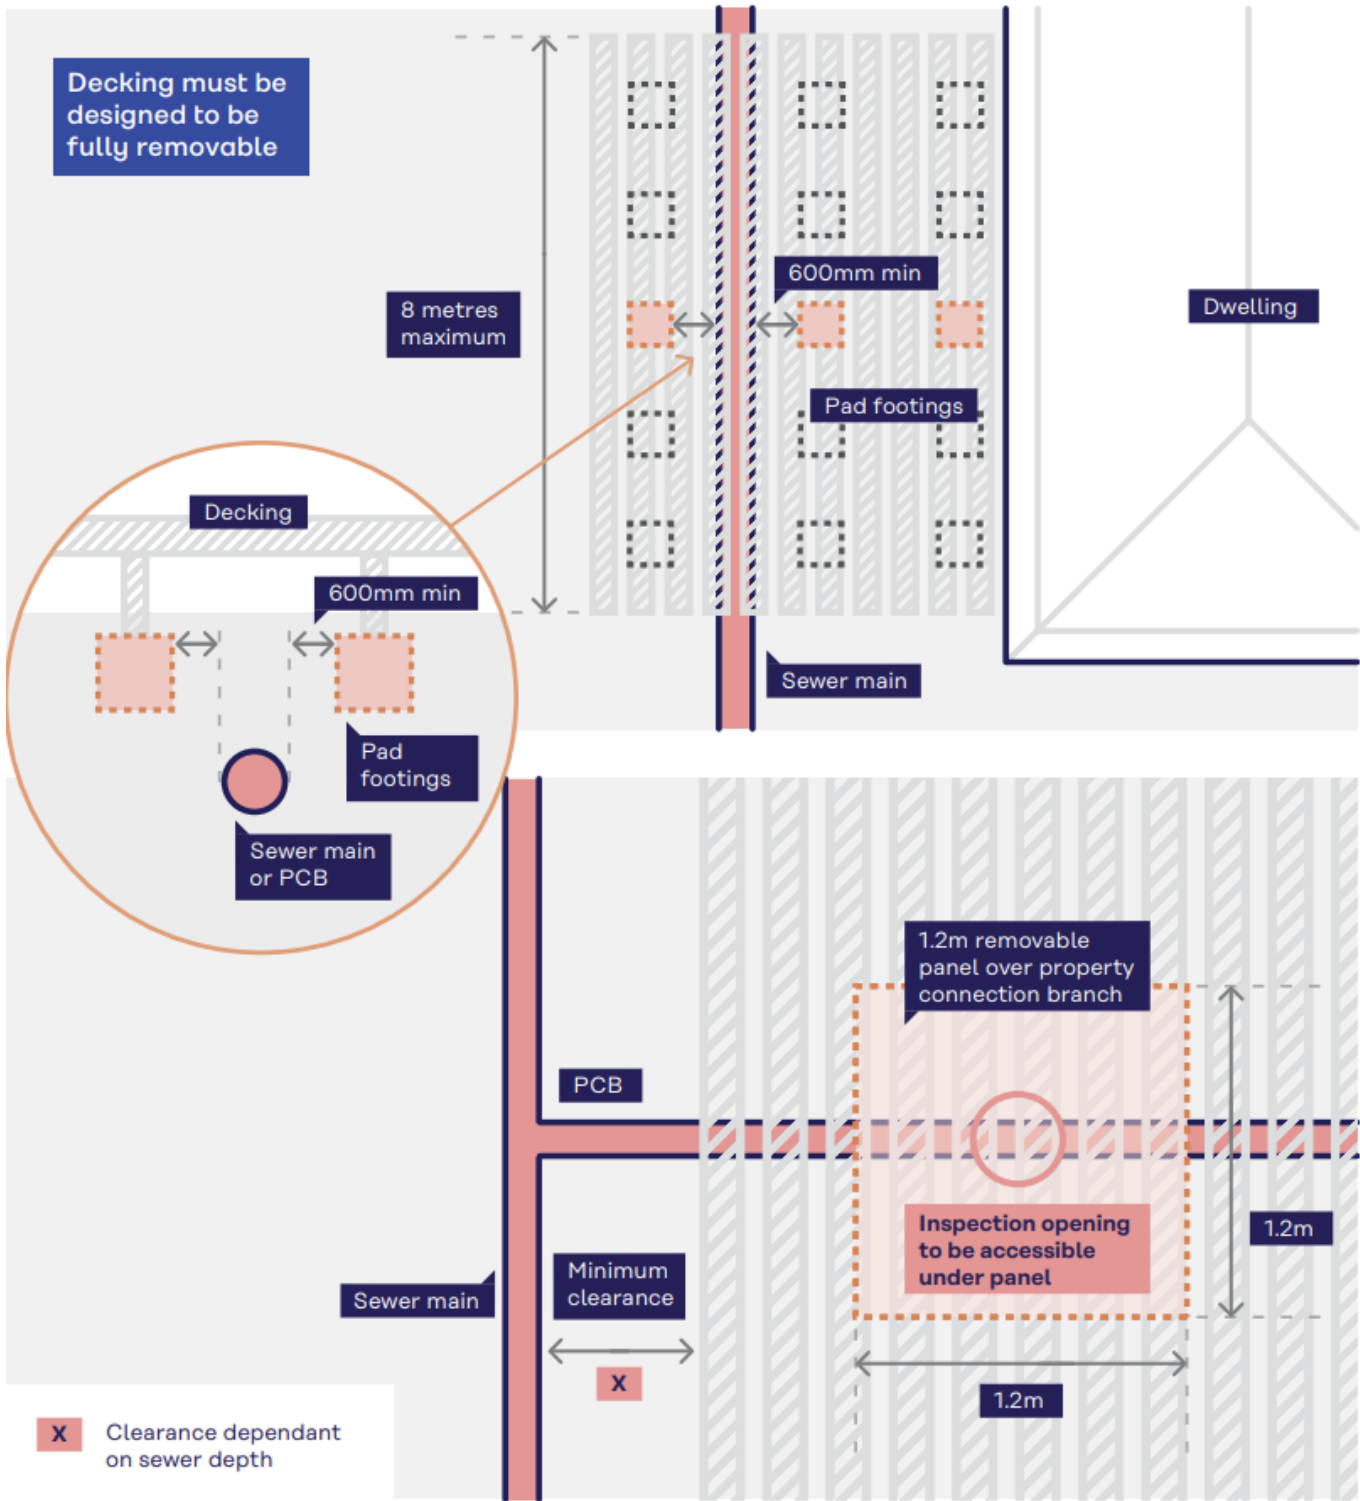 Decking must be
designed to be
fully removable
600mm min
8 metres
maximum
Dwelling
Pad footings
Decking
600mm min
Sewer main
Pad
footings
Sewer main
or PCB
1.2m removable
panel over property
connection branch
PCB
Inspection opening
to be accessible
under panel
1.2m
Minimum
clearance
Sewer main
X
1.2m
X
Clearance dependant
on sewer depth